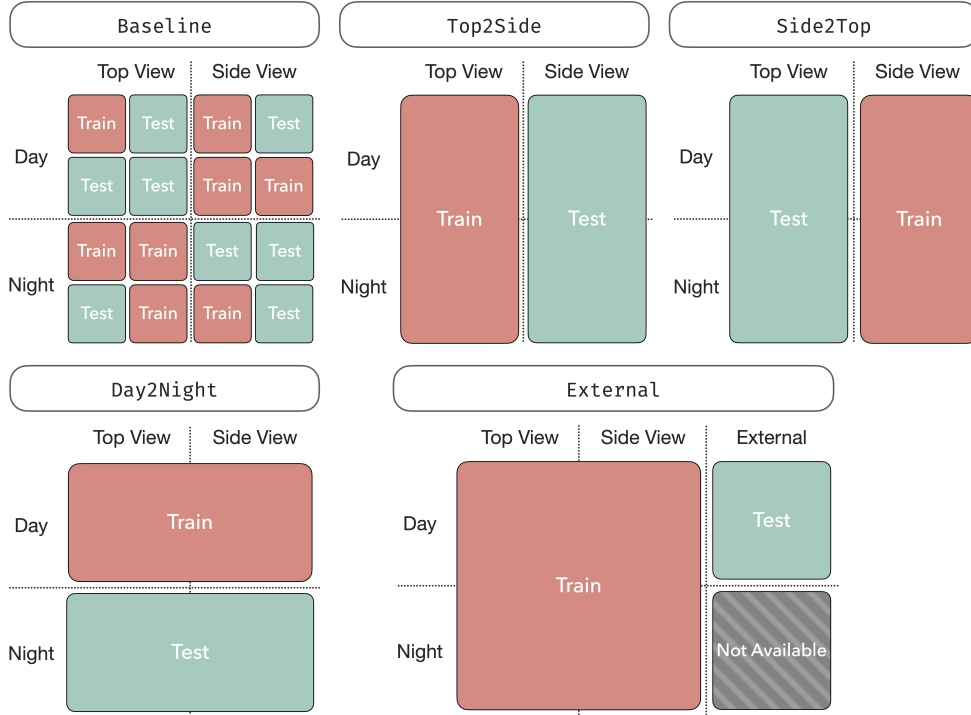 Baseline
Top View Side View
Day
Train Test Train Test
Test Test Train Train
Night
Train Train Test Test
Test Train Train Test
Top2Side
Top View Side View
Day
Train Test
Night
Side2Top
Top View Side View
Day
Test Train
Night
Day2Night
Top View Side View
Day Train
Night Test
External
Top View Side View External
Day Test
Train
Night Not Available